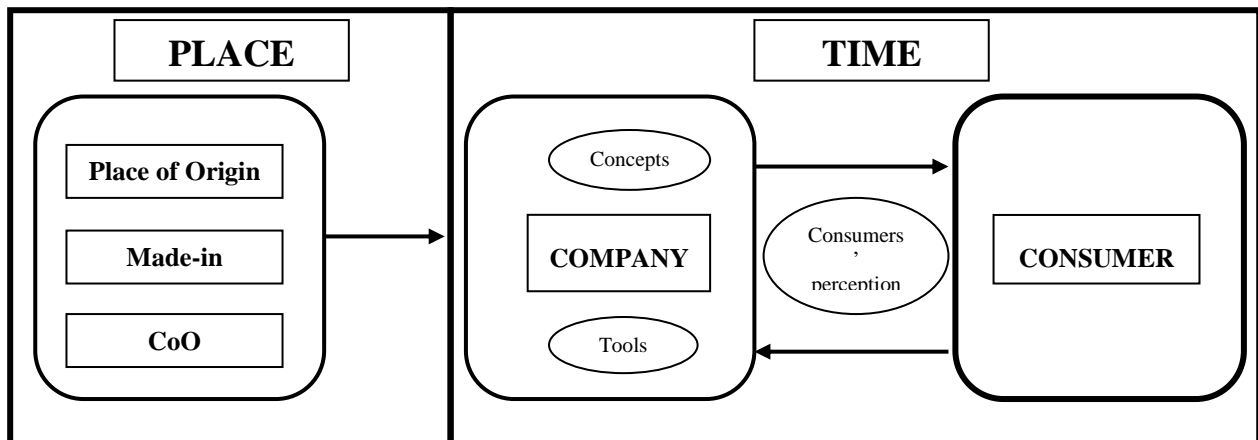 PLACE
Place of Origin
Made-in
CoO
TIME
Concepts
COMPANY
Tools
Consumers
’
perception
CONSUMER